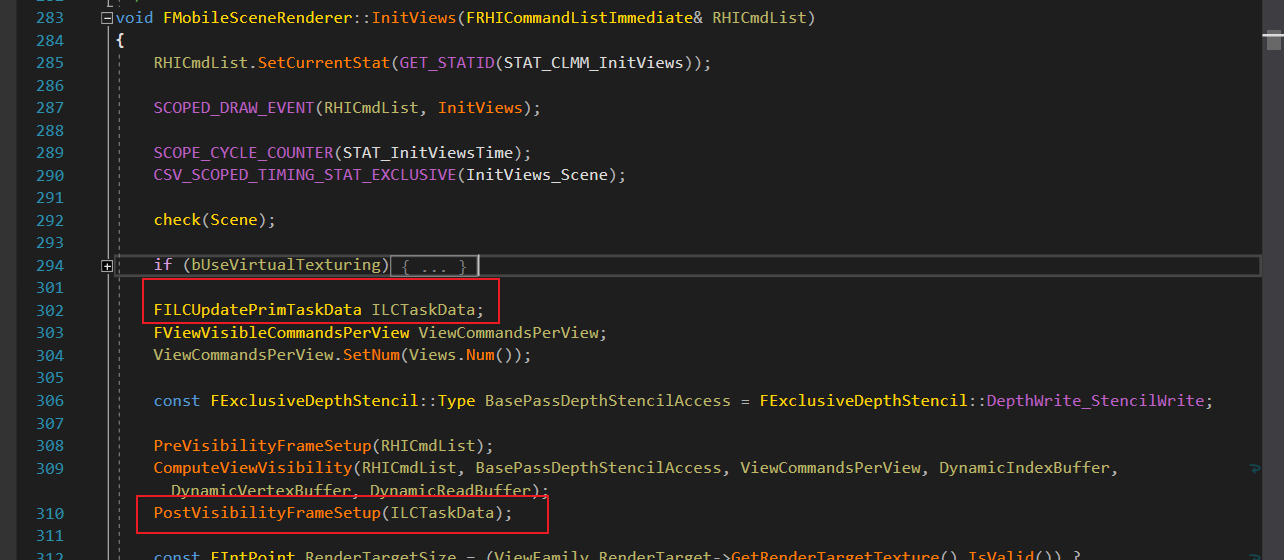 283 void FMobileSceneRenderer::InitViews(FRHICommandListImmediate& RHICmdList)
284 {
285 RHICmdList.SetCurrentStat(GET_STATID(STAT_CLMM_InitViews));
286
287 SCOPED_DRAW_EVENT(RHICmdList, InitViews);
288
289 SCOPE_CYCLE_COUNTER(STAT_InitViewsTime);
290 CSV_SCOPED_TIMING_STAT_EXCLUSIVE(InitViews_Scene);
291
292 check(Scene);
293
294 if (bUseVirtualTexturing) { ... }
301
302 FILCUpdatePrimTaskData ILCTaskData;
303 FViewVisibleCommandsPerView ViewCommandsPerView;
304 ViewCommandsPerView.SetNum(Views.Num());
305
306 const FExclusiveDepthStencil::Type BasePassDepthStencilAccess = FExclusiveDepthStencil::DepthWrite_StencilWrite;
307
308 PreVisibilityFrameSetup(RHICmdList);
309 ComputeViewVisibility(RHICmdList, BasePassDepthStencilAccess, ViewCommandsPerView, DynamicIndexBuffer,
DynamicVertexBuffer, DynamicReadBuffer);
310 PostVisibilityFrameSetup(ILCTaskData);
311
312 const FIntPoint RenderTargetSize = (ViewFamily.RenderTarget->GetRenderTargetTexture().IsValid()) ?